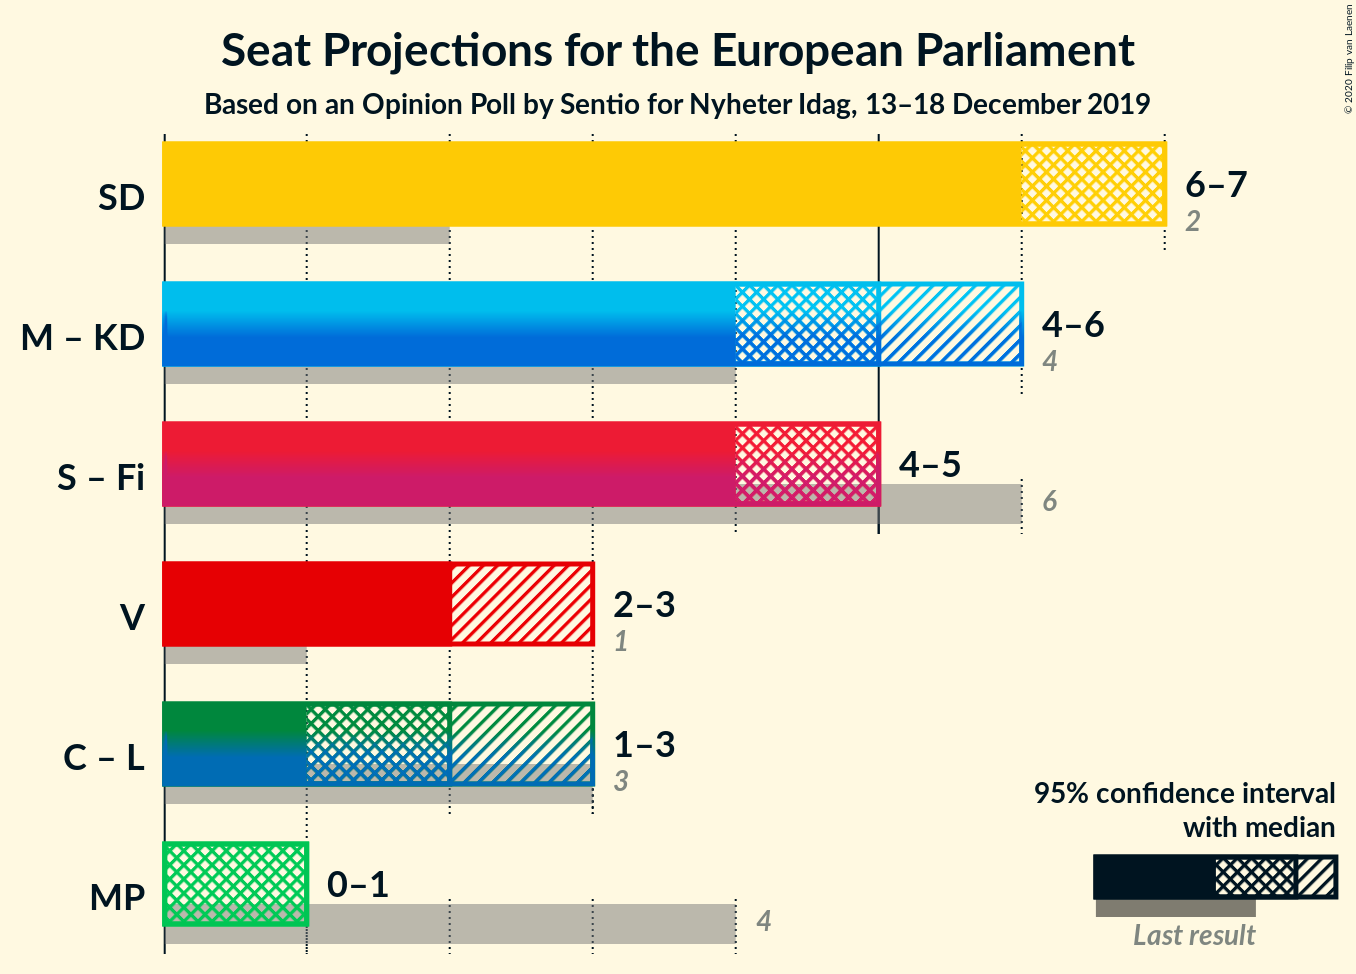 Seat Projections for the European Parliament
Based on an Opinion Poll by Sentio for Nyheter Idag, 13–18 December 2019
© 2020 Filip van Laenen
SD
6–7
2
M – KD
4–6
4
S – Fi
4–5
6
V
2–3
1
C – L
1–3
3
MP
0–1
4
95% confidence interval
with median
Last result